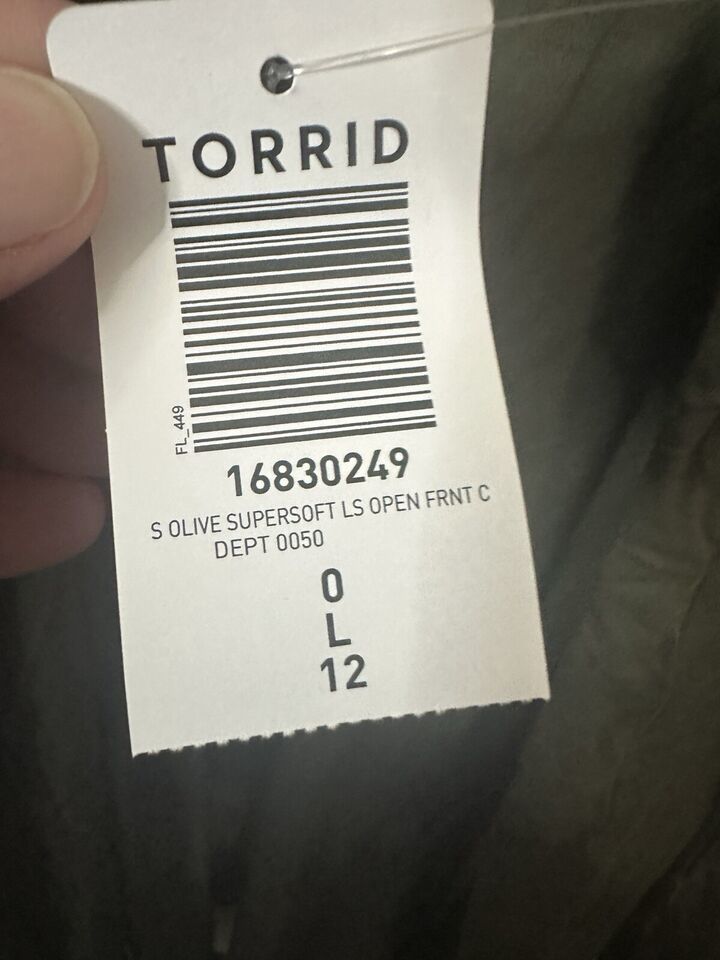 TORRID
FL_449
16830249
S OLIVE SUPERSOFT LS OPEN FRNT C
DEPT 0050
0
L
12